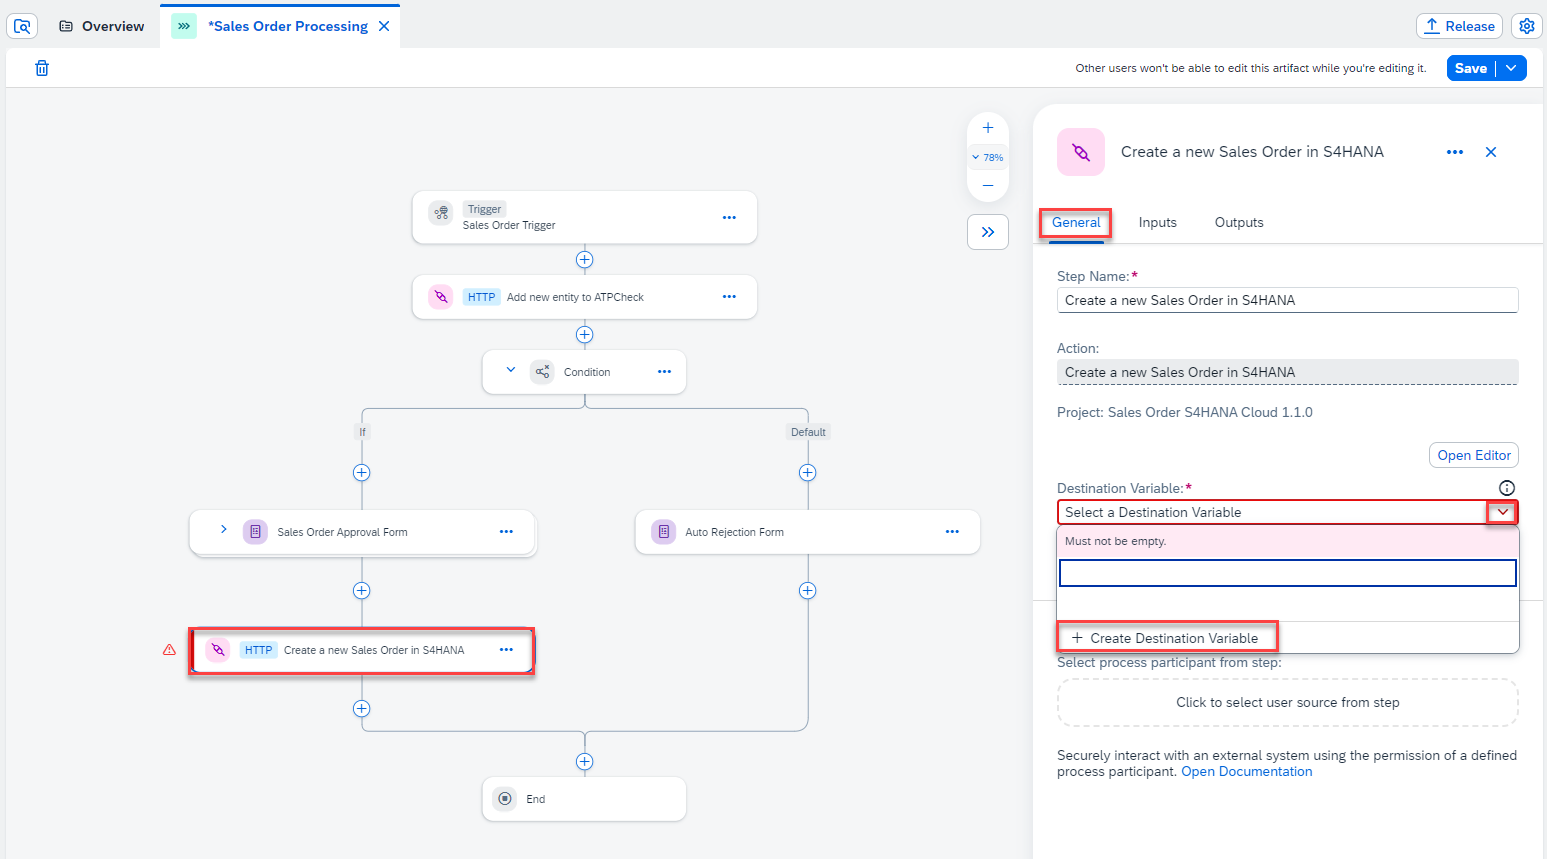 Overview
*Sales Order Processing
Release
Other users won't be able to edit this artifact while you're editing it.
Save
78%
Trigger
Sales Order Trigger
HTTP Add new entity to ATPCheck
Condition
If
Default
Sales Order Approval Form
Auto Rejection Form
HTTP Create a new Sales Order in S4HANA
End
Create a new Sales Order in S4HANA
General Inputs Outputs
Step Name:*
Create a new Sales Order in S4HANA
Action:
Create a new Sales Order in S4HANA
Project: Sales Order S4HANA Cloud 1.1.0
Open Editor
Destination Variable:*
Select a Destination Variable
Must not be empty.
+ Create Destination Variable
Select process participant from step:
Click to select user source from step
Securely interact with an external system using the permission of a defined
process participant. Open Documentation